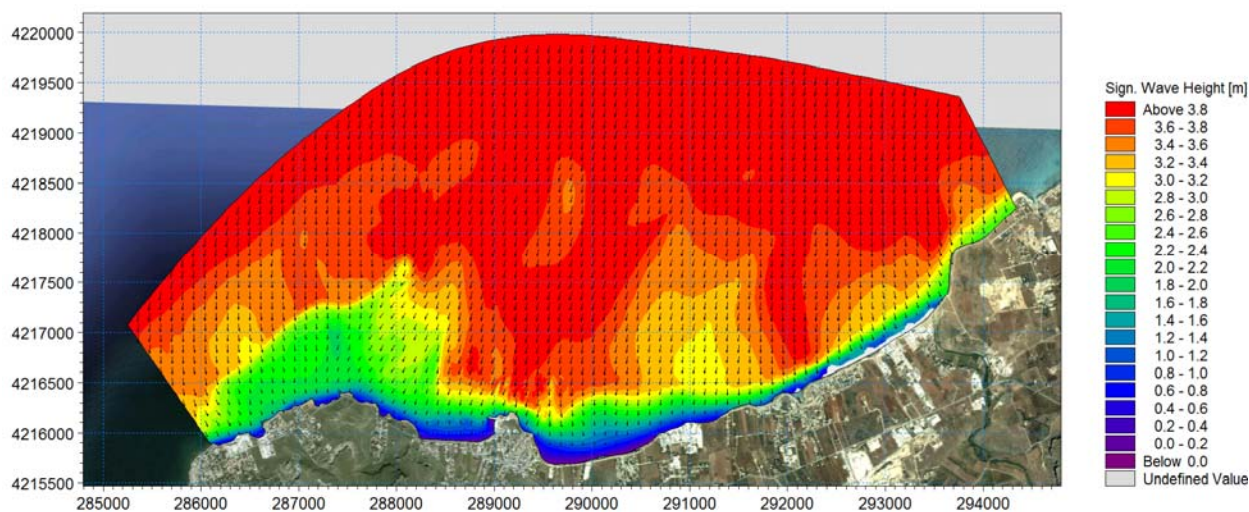 4220000
4219500
4219000
4218500
4218000
4217500
4217000
4216500
4216000
4215500
285000 286000 287000 288000 289000 290000 291000 292000 293000 294000
Sign. Wave Height [m]
Above 3.8
3.6 - 3.8
3.4 - 3.6
3.2 - 3.4
3.0 - 3.2
2.8 - 3.0
2.6 - 2.8
2.4 - 2.6
2.2 - 2.4
2.0 - 2.2
1.8 - 2.0
1.6 - 1.8
1.4 - 1.6
1.2 - 1.4
1.0 - 1.2
0.8 - 1.0
0.6 - 0.8
0.4 - 0.6
0.2 - 0.4
0.0 - 0.2
Below 0.0
Undefined Value